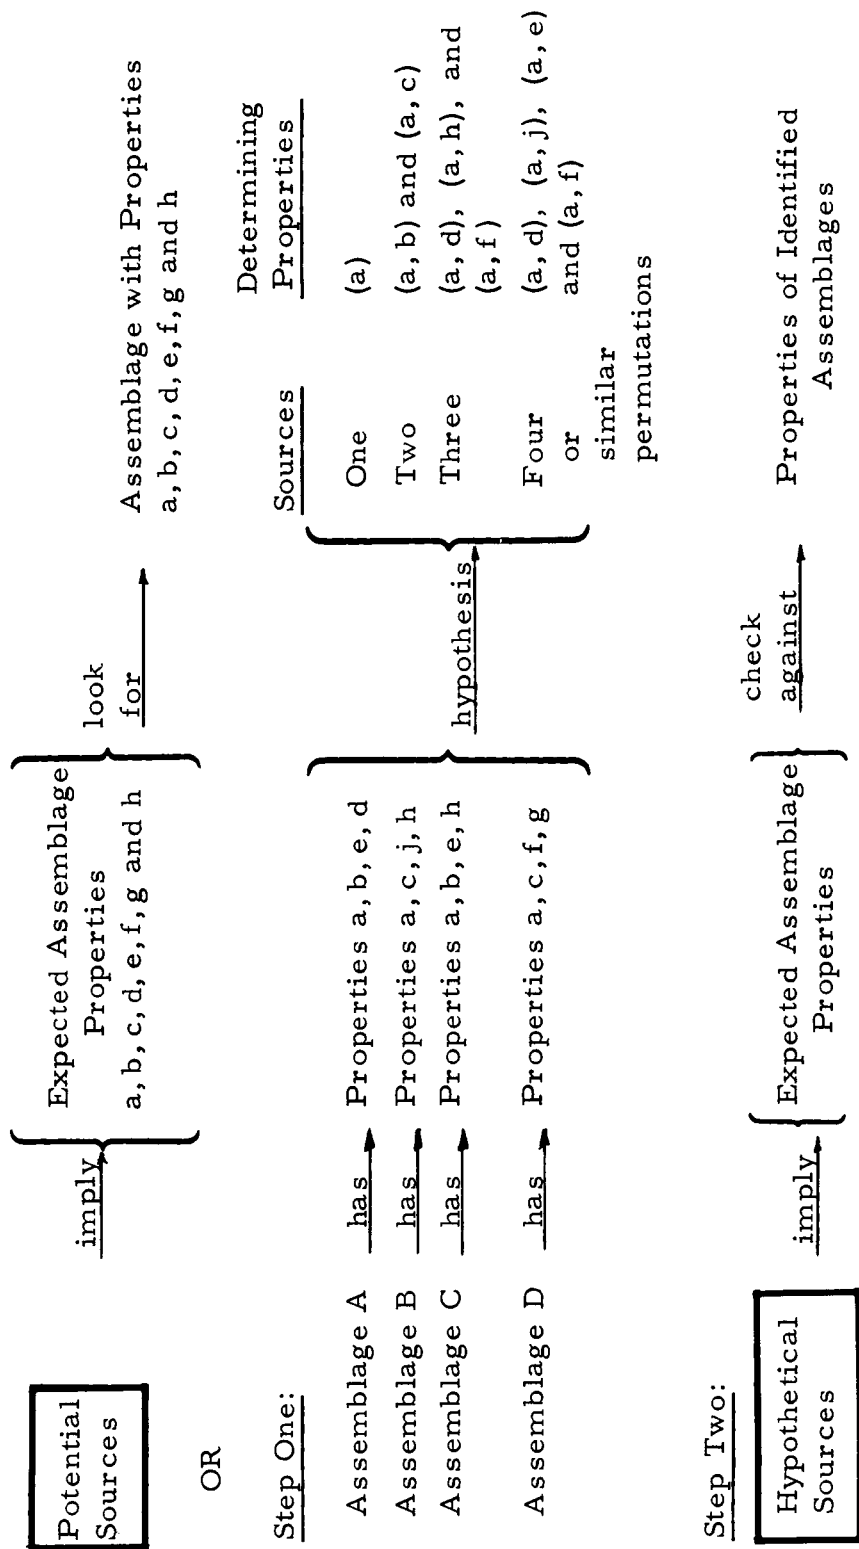 Potential
Sources
imply
Expected Assemblage
Properties
a, b, c, d, e, f, g and h
look
for
Assemblage with Properties
a, b, c, d, e, f, g and h
OR
Step One:
Sources
Determining
Properties
Assemblage A
has
Properties a, b, e, d
Assemblage B
has
Properties a, c, j, h
Assemblage C
has
Properties a, b, e, h
Assemblage D
has
Properties a, c, f, g
hypothesis
One
(a)
Two
(a, b) and (a, c)
Three
(a, d), (a, h), and
(a, f)
Four
(a, d), (a, j), (a, e)
or
and (a, f)
similar
permutations
Step Two:
Hypothetical
Sources
imply
Expected Assemblage
Properties
check
against
Properties of Identified
Assemblages